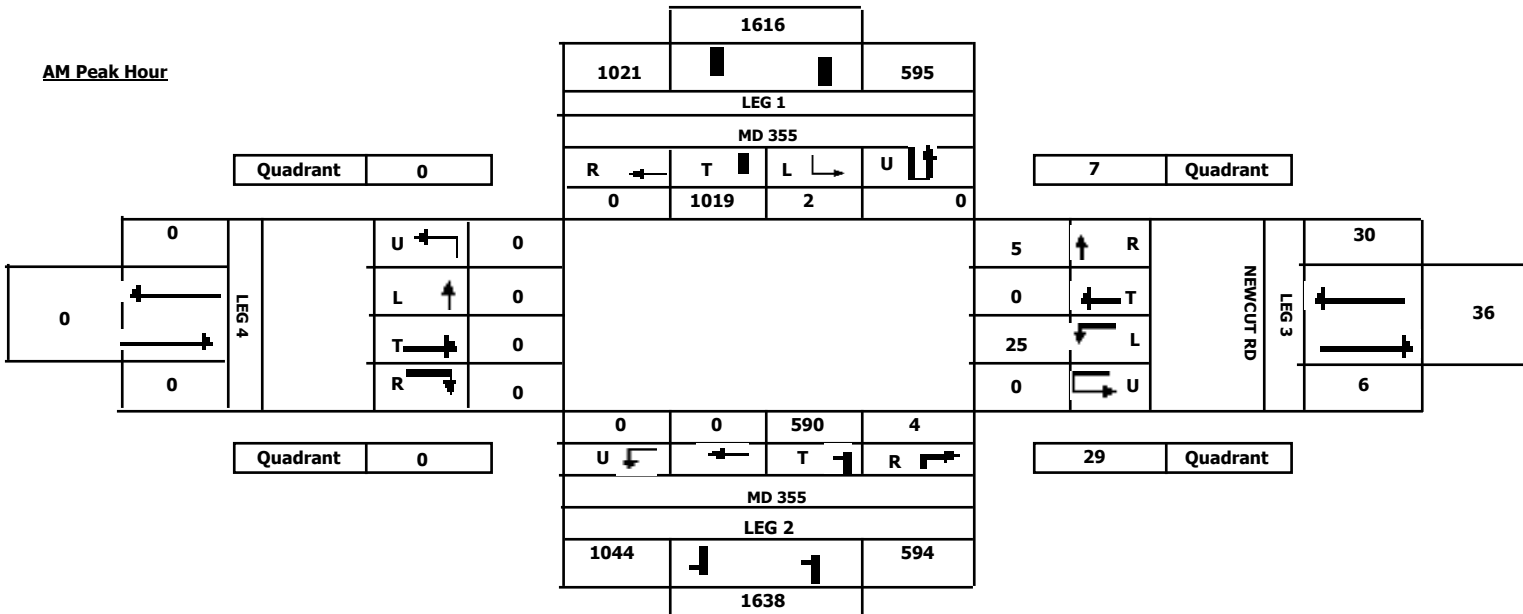 1616
AM Peak Hour
1021 595
LEG 1
MD 355
Quadrant 0
R T L U
7 Quadrant
0 1019 2 0
0 U 0 5 R 30
0 LEG 4 L 0 0 T NEWCUT RD LEG 3 36
T 0 25 L
0 R 0 0 U 6
0 0 590 4
Quadrant 0
U T R
29 Quadrant
MD 355
LEG 2
1044 594
1638